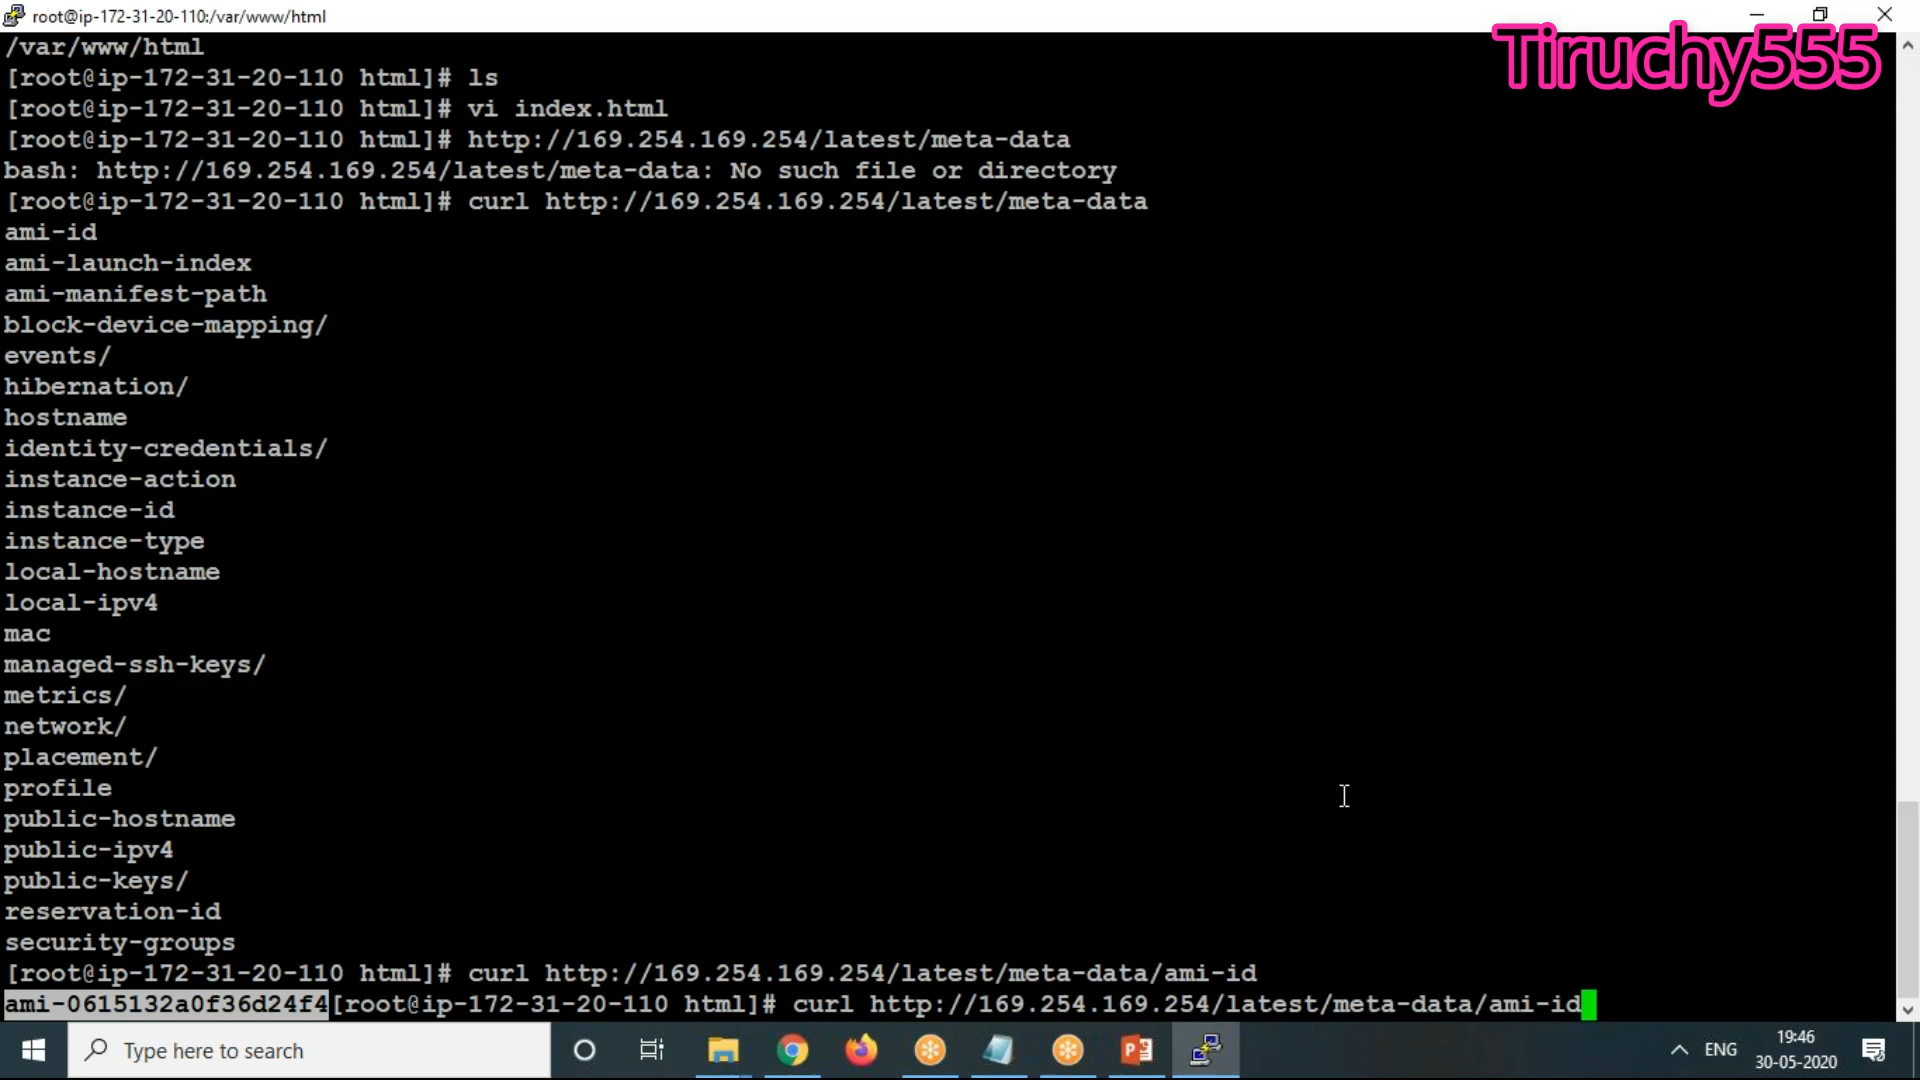 root@ip-172-31-20-110:/var/www/html
Tiruchy555
/var/www/html
[root@ip-172-31-20-110 html]# ls
[root@ip-172-31-20-110 html]# vi index.html
[root@ip-172-31-20-110 html]# http://169.254.169.254/latest/meta-data
bash: http://169.254.169.254/latest/meta-data: No such file or directory
[root@ip-172-31-20-110 html]# curl http://169.254.169.254/latest/meta-data
ami-id
ami-launch-index
ami-manifest-path
block-device-mapping/
events/
hibernation/
hostname
identity-credentials/
instance-action
instance-id
instance-type
local-hostname
local-ipv4
mac
managed-ssh-keys/
metrics/
network/
placement/
profile
public-hostname
public-ipv4
public-keys/
reservation-id
security-groups
[root@ip-172-31-20-110 html]# curl http://169.254.169.254/latest/meta-data/ami-id
ami-0615132a0f36d24f4[root@ip-172-31-20-110 html]# curl http://169.254.169.254/latest/meta-data/ami-id
Type here to search
ENG
19:46
30-05-2020